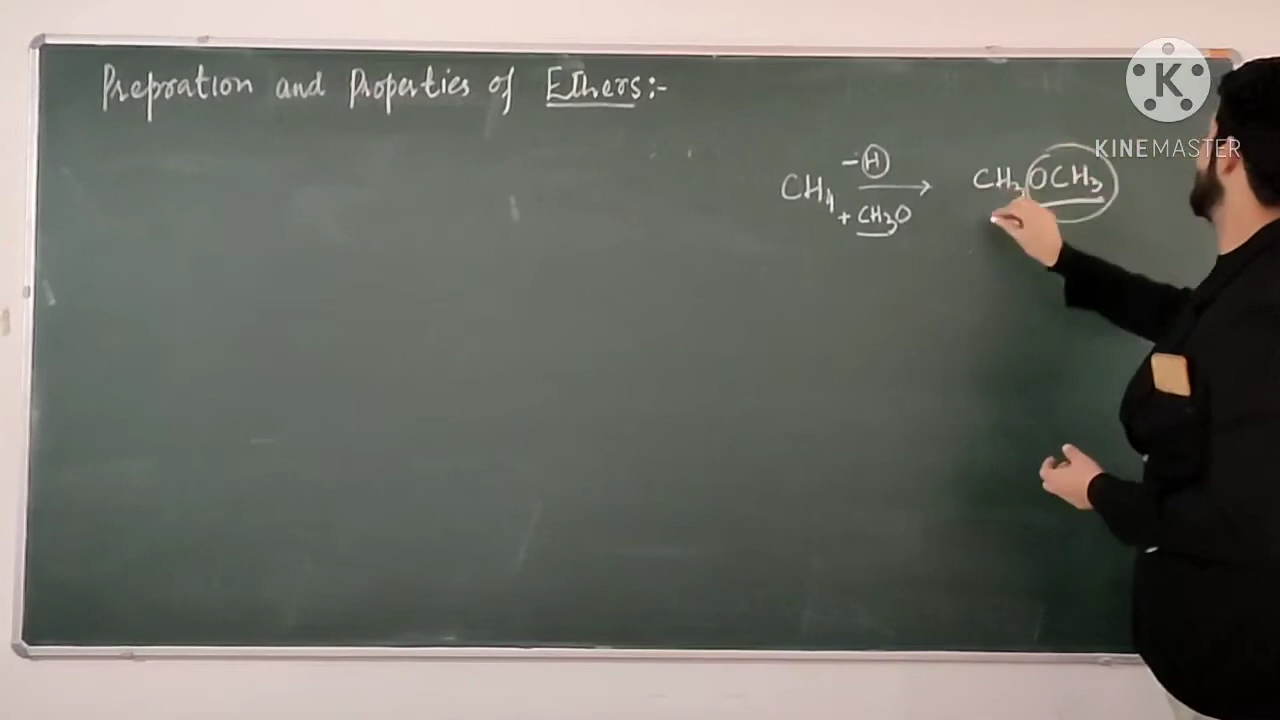 Prepration and Properties of Ethers:-
CH4 -H → CH3OCH3
+ CH3O
K
KINEMASTER